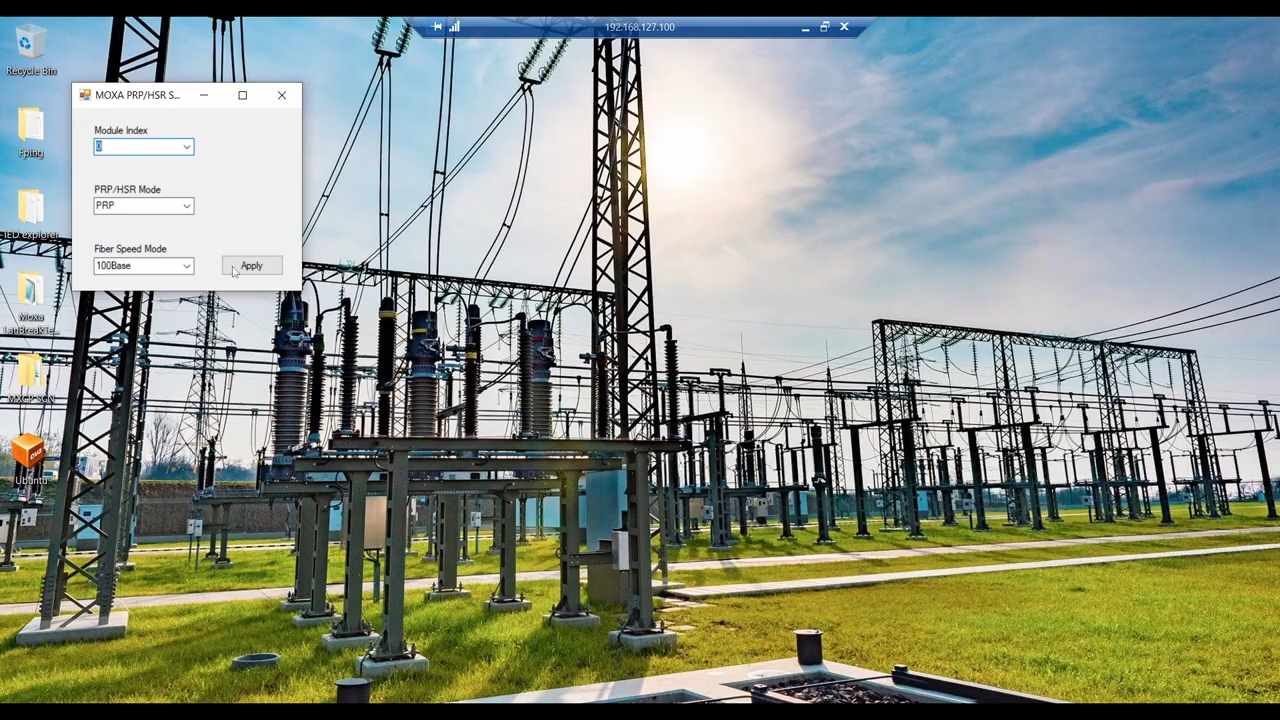 192.168.127.100
Recycle Bin
MOXA PRP/HSR S...
Module Index
0
Fping
PRP/HSR Mode
PRP
IED explorer
Fiber Speed Mode
100Base
Apply
Moxa
MXCP SCN
OVA
Ubuntu